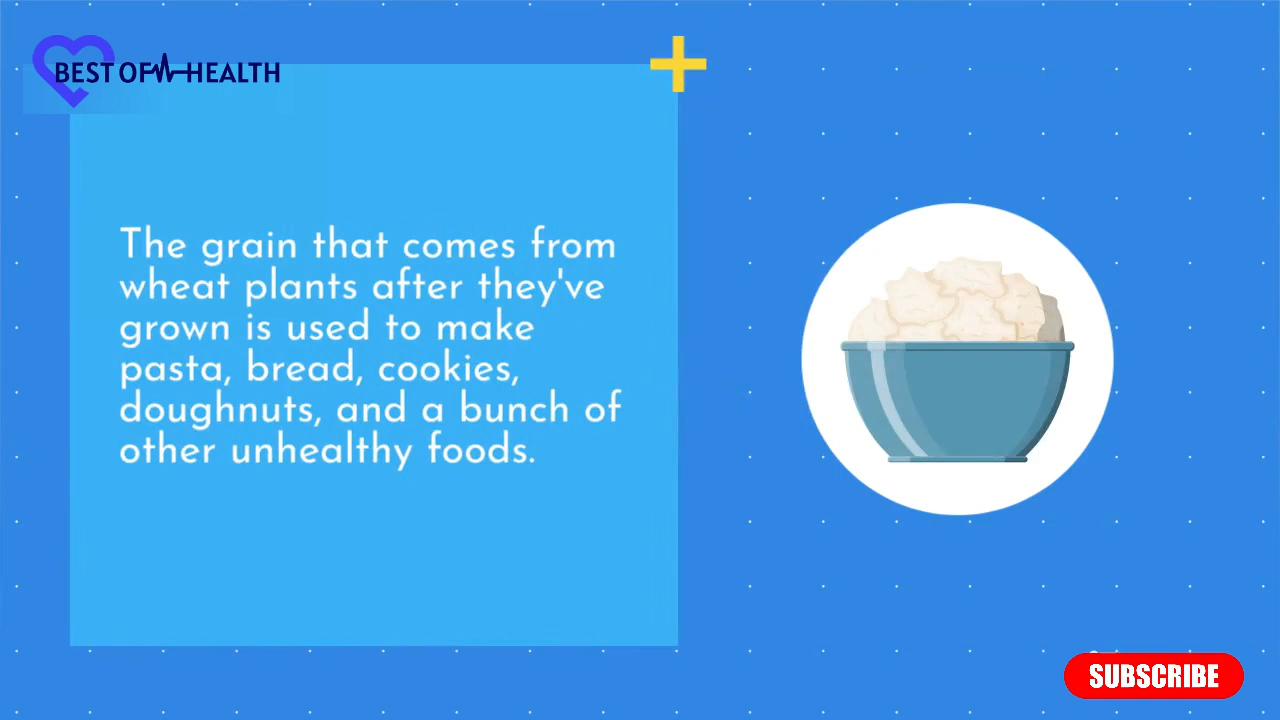 BEST OF HEALTH
The grain that comes from
wheat plants after they've
grown is used to make
pasta, bread, cookies,
doughnuts, and a bunch of
other unhealthy foods.
SUBSCRIBE